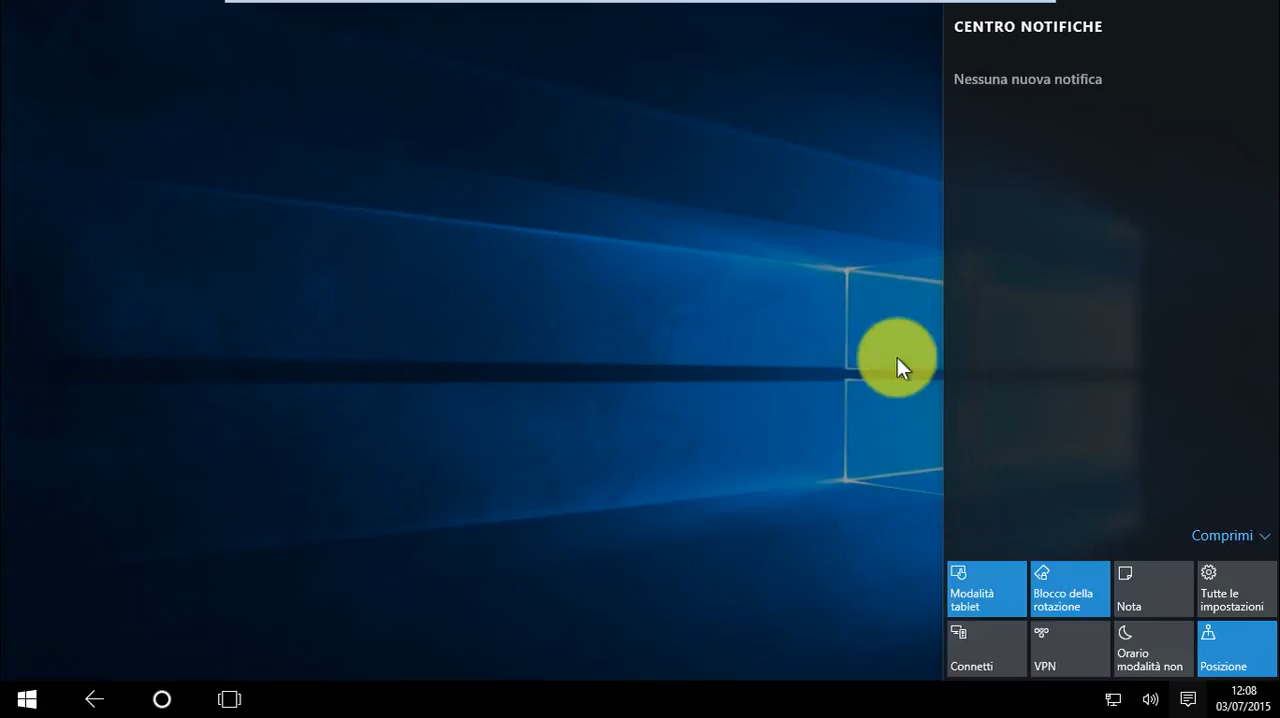 CENTRO NOTIFICHE
Nessuna nuova notifica
Comprimi
Modalità
tablet
Blocco della
rotazione
Nota
Tutte le
impostazioni
Connetti
VPN
Orario
modalità non
Posizione
12:08
03/07/2015